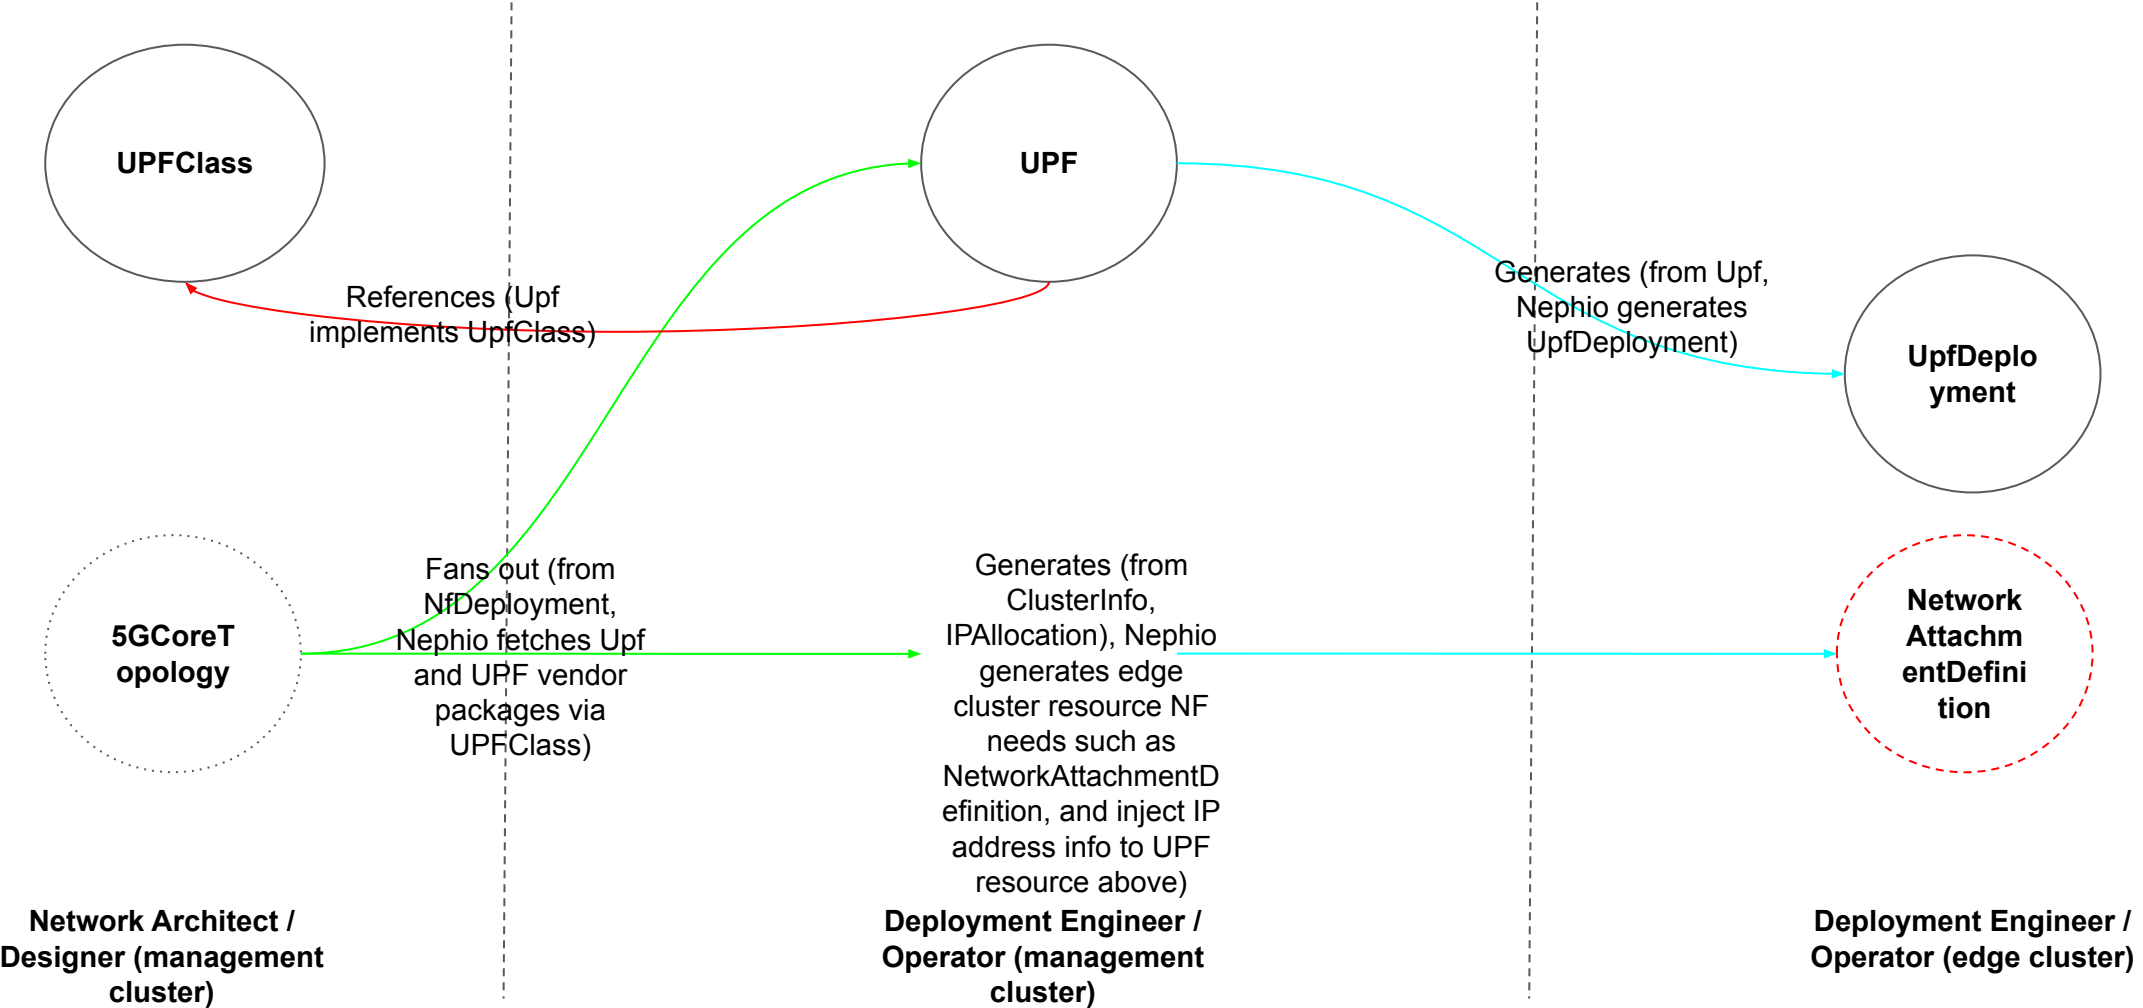 UPFClass
UPF
References (Upf
implements UpfClass)
Generates (from Upf,
Nephio generates
UpfDeployment)
UpfDeplo
yment
5GCoreT
opology
Fans out (from
NfDeployment,
Nephio fetches Upf
and UPF vendor
packages via
UPFClass)
Generates (from
ClusterInfo,
IPAllocation), Nephio
generates edge
cluster resource NF
needs such as
NetworkAttachmentD
efinition, and inject IP
address info to UPF
resource above)
Network
Attachm
entDefini
tion
Network Architect /
Designer (management
cluster)
Deployment Engineer /
Operator (management
cluster)
Deployment Engineer /
Operator (edge cluster)